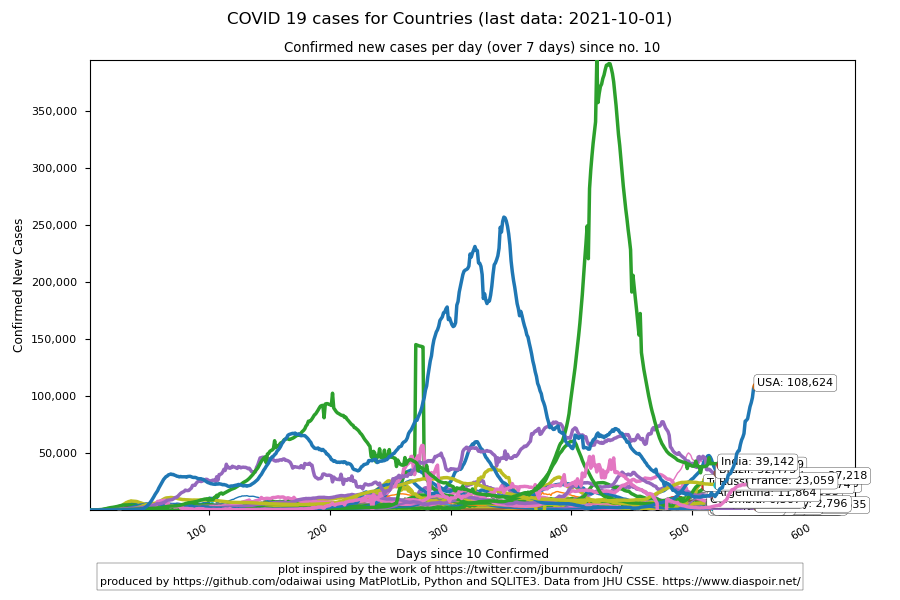 COVID 19 cases for Countries (last data: 2021-10-01)
Confirmed new cases per day (over 7 days) since no. 10
Confirmed New Cases
350,000
300,000
250,000
200,000
150,000
100,000
50,000
USA: 108,624
India: 39,142
27,218
France: 23,059
Argentina: 11,864
2,796
35
100
200
300
400
500
600
Days since 10 Confirmed
plot inspired by the work of https://twitter.com/jburnmurdoch/
produced by https://github.com/odaiwai using MatPlotLib, Python and SQLITE3. Data from JHU CSSE. https://www.diaspoir.net/